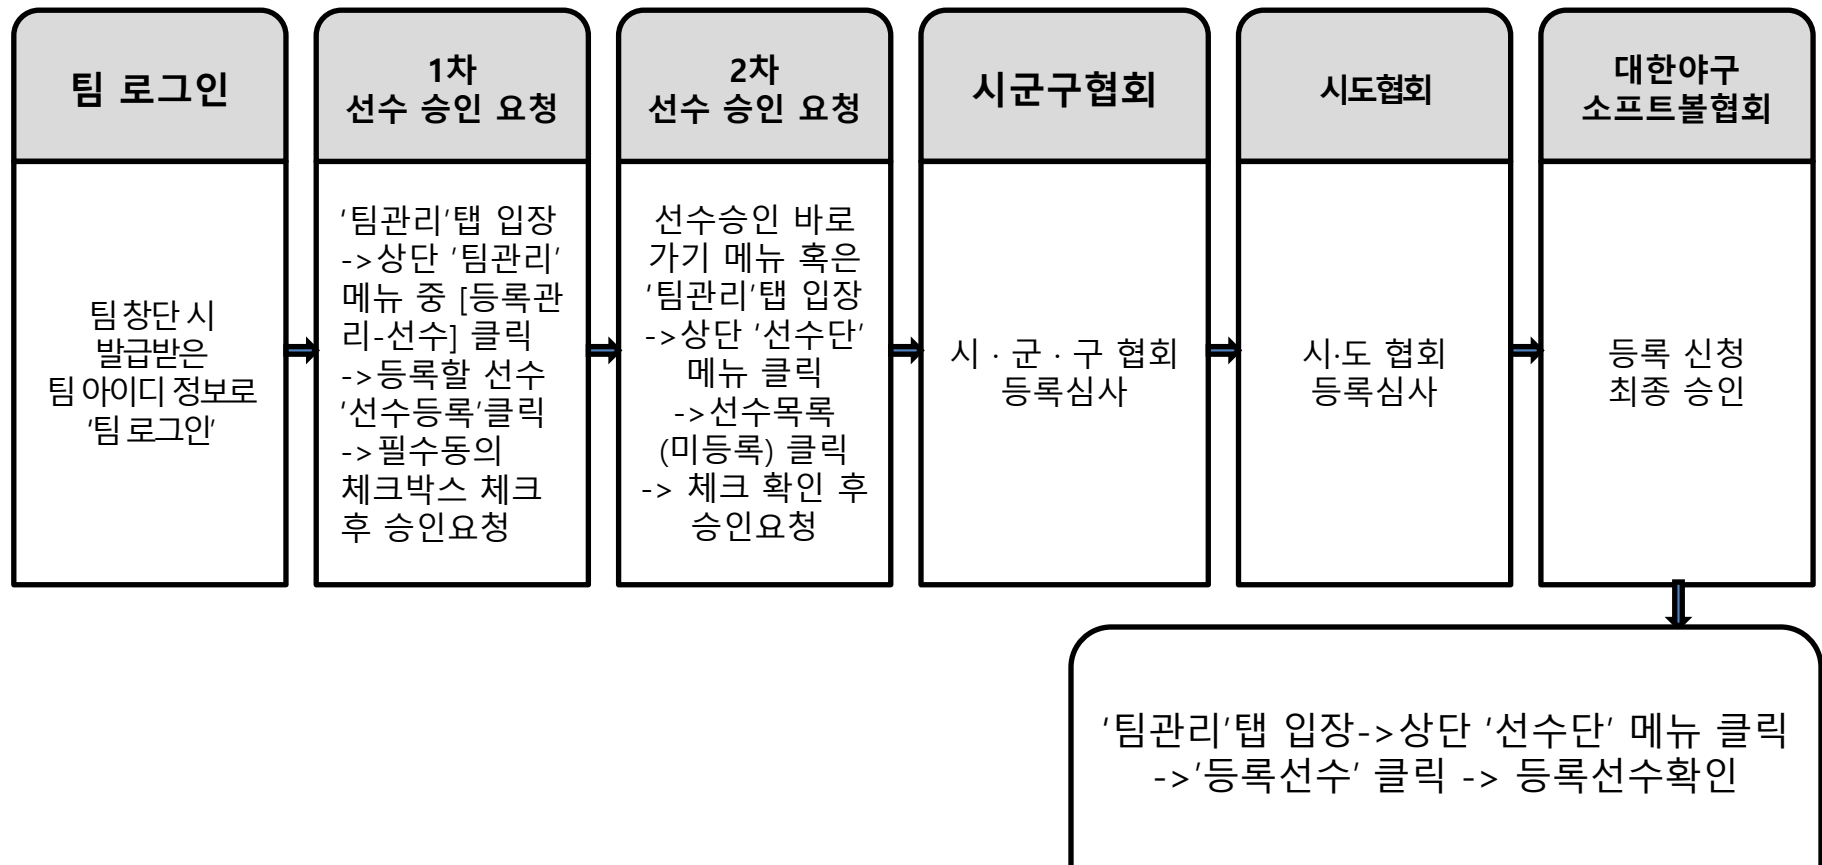 팀 로그인
팀 창단 시
발급받은
팀 아이디 정보로
'팀 로그인'
1차
선수 승인 요청
'팀관리'탭 입장
->상단 '팀관리'
메뉴 중 [등록관
리-선수] 클릭
->등록할 선수
'선수등록'클릭
->필수동의
체크박스 체크
후 승인요청
2차
선수 승인 요청
선수승인 바로
가기 메뉴 혹은
'팀관리'탭 입장
->상단 '선수단'
메뉴 클릭
->선수목록
(미등록) 클릭
-> 체크 확인 후
승인요청
시군구협회
시 · 군 · 구 협회
등록심사
시도협회
시·도 협회
등록심사
대한야구
소프트볼협회
등록 신청
최종 승인
'팀관리'탭 입장->상단 '선수단' 메뉴 클릭
->'등록선수' 클릭 -> 등록선수확인